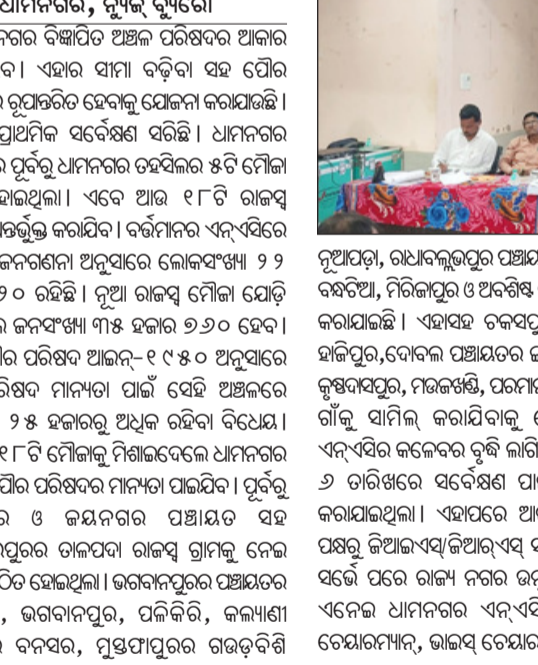 ଧାମନଗର, ନ୍ୟୁଜ୍ ବ୍ୟୁରୋ
ନଗର ବିଜ୍ଞାପିତ ଅଞ୍ଚଳ ପରିଷଦର ଆକାର
ବ। ଏହାର ସୀମା ବଢ଼ିବା ସହ ପୌର
ରୂପାନ୍ତରିତ ହେବାକୁ ଯୋଜନା କରାଯାଉଛି।
ପ୍ରାଥମିକ ସର୍ବେକ୍ଷଣ ସରିଛି। ଧାମନଗର
ପୂର୍ବରୁ ଧାମନଗର ତହସିଲର ୫ଟି ମୌଜା
ହୋଇଥିଲା। ଏବେ ଆଉ ୧୮ଟି ରାଜସ୍ୱ
ନ୍ତର୍ଭୁକ୍ତ କରାଯିବ। ବର୍ତ୍ତମାନର ଏନ୍‌ଏସିରେ
ଜନଗଣନା ଅନୁସାରେ ଲୋକସଂଖ୍ୟା ୨୨
୨୦ ରହିଛି। ନୂଆ ରାଜସ୍ୱ ମୌଜା ଯୋଡ଼ି
ଜନସଂଖ୍ୟା ୩୫ ହଜାର ୭୬୦ ହେବ।
ୀର ପରିଷଦ ଆଇନ୍-୧୯୫୦ ଅନୁସାରେ
ରିଷଦ ମାନ୍ୟତା ପାଇଁ ସେହି ଅଞ୍ଚଳରେ
୨୫ ହଜାରରୁ ଅଧିକ ରହିବା ବିଧେୟ।
୧୮ଟି ମୌଜାକୁ ମିଶାଇଦେଲେ ଧାମନଗର
ପୌର ପରିଷଦର ମାନ୍ୟତା ପାଇଯିବ। ପୂର୍ବରୁ
ର ଓ ଜୟନଗର ପଞ୍ଚାୟତ ସହ
ପୁରର ତାଳପଦା ରାଜସ୍ୱ ଗ୍ରାମକୁ ନେଇ
ଠିତ ହୋଇଥିଲା। ଭଗବାନପୁରର ପଞ୍ଚାୟତର
, ଭଗବାନପୁର, ପଳିକିରି, କଲ୍ୟାଣୀ
ବନସର, ମୁସ୍ତଫାପୁରର ଗଉଡ଼ବିଶି
ନୂଆପଡ଼ା, ରାଧାବଲ୍ଲଭପୁର ପଞ୍ଚାୟ
ବନ୍ଧଟିଆ, ମିରିଜାପୁର ଓ ଅବଶିଷ୍ଟ
କରାଯାଇଛି। ଏହାସହ ଚକସପୁ
ହାଜିପୁର,ଦୋବଲ ପଞ୍ଚାୟତର
କୃଷ୍ଣଦାସପୁର, ମଉଜଖଣ୍ଡି, ପରମା
ଗାଁକୁ ସାମିଲ୍ କରାଯିବାକୁ
ଏନ୍‌ଏସିର କଳେବର ବୃଦ୍ଧି ଲାଗି
୬ ତାରିଖରେ ସର୍ବେକ୍ଷଣ ପା
କରାଯାଇଥିଲା। ଏହାପରେ ଆ
ପକ୍ଷରୁ ଜିଆଇଏସ୍/ଜିଆର୍‌ଏସ୍
ସର୍ଭେ ପରେ ରାଜ୍ୟ ନଗର ଉନ୍
ଏନେଇ ଧାମନଗର ଏନ୍‌ଏସି
ଚେୟାରମ୍ୟାନ୍, ଭାଇସ୍ ଚେୟାର